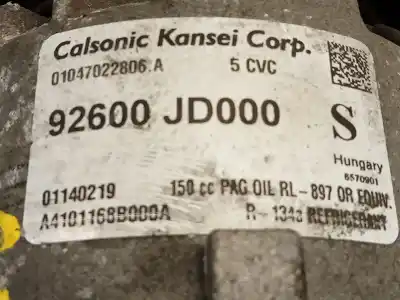 Calsonic Kansei Corp.
01047022806.A 5 CVC
92600 JD000 S
Hungary
6570901
01140219 150 cc PAG OIL RL-897 OR EQUIV.
A4101168B000A R-134a REFRIGERANT